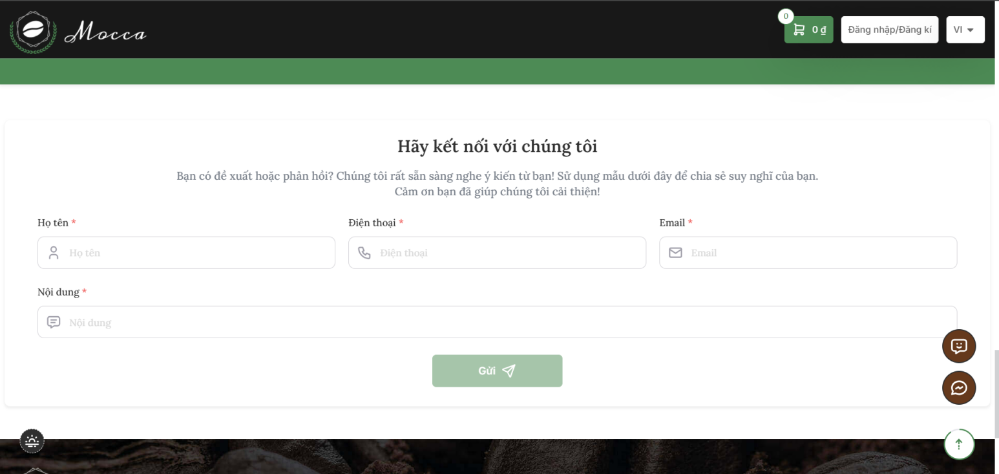 Mocca
0
0 ₫
Đăng nhập/Đăng kí
VI
Hãy kết nối với chúng tôi
Bạn có đề xuất hoặc phản hồi? Chúng tôi rất sẵn sàng nghe ý kiến từ bạn! Sử dụng mẫu dưới đây để chia sẻ suy nghĩ của bạn.
Cảm ơn bạn đã giúp chúng tôi cải thiện!
Họ tên *
Họ tên
Điện thoại *
Điện thoại
Email *
Email
Nội dung *
Nội dung
Gửi